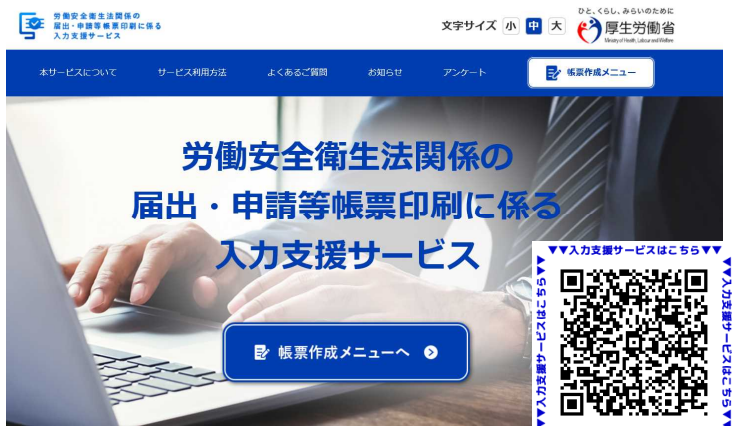 労働安全衛生法関係の
届出・申請等帳票印刷に係る
入力支援サービス
文字サイズ 小 中 大
ひと、くらし、みらいのために
厚生労働省
Ministry of Health, Labour and Welfare
本サービスについて サービス利用方法 よくあるご質問 お知らせ アンケート 帳票作成メニュー
労働安全衛生法関係の
届出・申請等帳票印刷に係る
入力支援サービス
帳票作成メニューへ
▼▼入力支援サービスはこちら▼▼
▼▼入力支援サービスはこちら▼▼
▼▼入力支援サービスはこちら▼▼